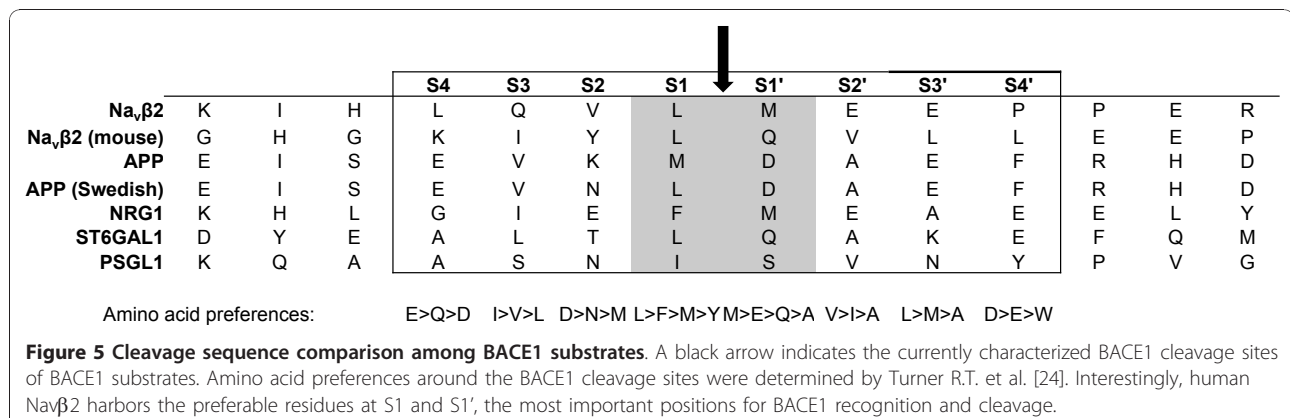 S4 S3 S2 S1 S1' S2' S3' S4'
Navβ2 K I H L Q V L M E E P P E R
Navβ2 (mouse) G H G K I Y L Q V L L E E P
APP E I S E V K M D A E F R H D
APP (Swedish) E I S E V N L D A E F R H D
NRG1 K H L G I E F M E A E E L Y
ST6GAL1 D Y E A L T L Q A K E F Q M
PSGL1 K Q A A S N I S V N Y P V G
Amino acid preferences: E>Q>D I>V>L D>N>M L>F>M>Y M>E>Q>A V>I>A L>M>A D>E>W
Figure 5 Cleavage sequence comparison among BACE1 substrates. A black arrow indicates the currently characterized BACE1 cleavage sites
of BACE1 substrates. Amino acid preferences around the BACE1 cleavage sites were determined by Turner R.T. et al. [24]. Interestingly, human
Navβ2 harbors the preferable residues at S1 and S1', the most important positions for BACE1 recognition and cleavage.